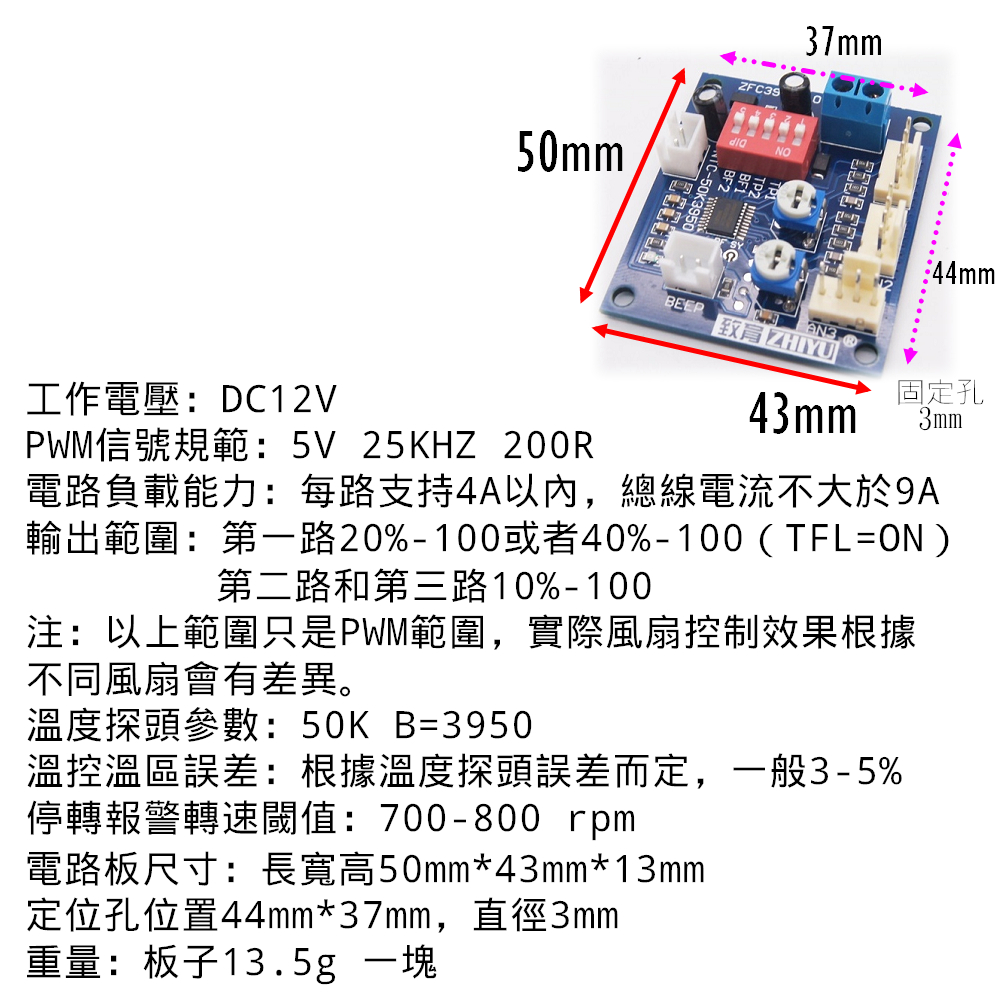 37mm
50mm
ZFC39
O
5 4 3 2 1
DIP
ON
TC-50K3950
BF2
BF1
TP2
TP1
44mm
BEEP
AN3
致富 ZHIYU ®
43mm
固定孔
3mm
工作電壓：DC12V
PWM信號規範：5V 25KHZ 200R
電路負載能力：每路支持4A以內，總線電流不大於9A
輸出範圍：第一路20%-100或者40%-100（TFL=ON）
第二路和第三路10%-100
注：以上範圍只是PWM範圍，實際風扇控制效果根據
不同風扇會有差異。
溫度探頭參數：50K B=3950
溫控溫區誤差：根據溫度探頭誤差而定，一般3-5%
停轉報警轉速閾值：700-800 rpm
電路板尺寸：長寬高50mm*43mm*13mm
定位孔位置44mm*37mm，直徑3mm
重量：板子13.5g 一塊